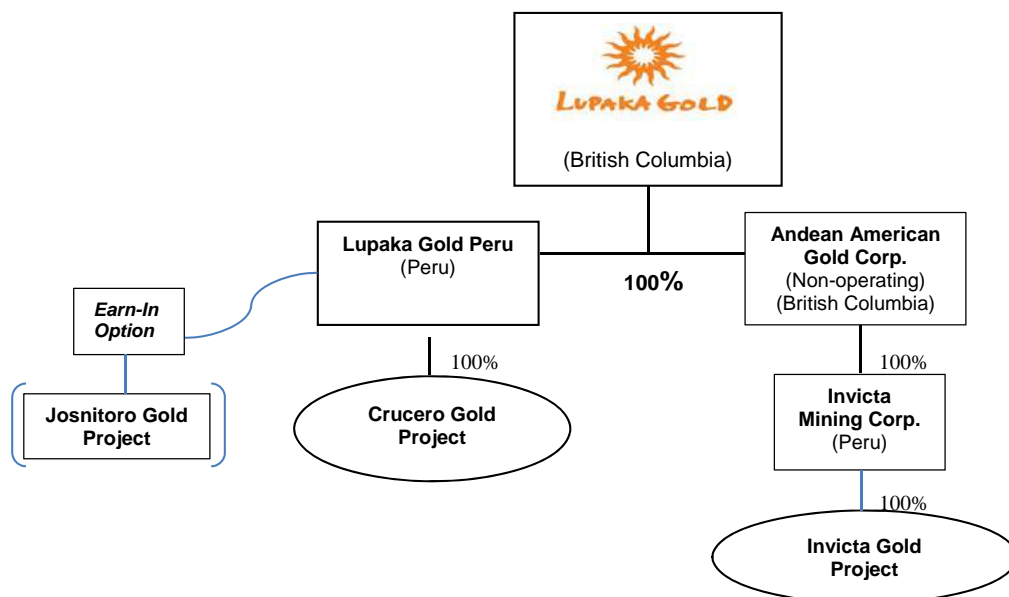 LUPAKA GOLD
(British Columbia)
Lupaka Gold Peru
(Peru)
100%
Andean American
Gold Corp.
(Non-operating)
(British Columbia)
Earn-In
Option
100%
100%
Josnitoro Gold
Project
Crucero Gold
Project
Invicta
Mining Corp.
(Peru)
100%
Invicta Gold
Project